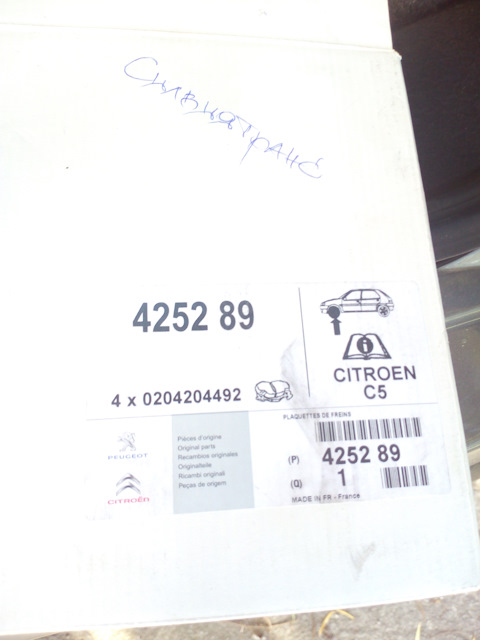 СливияТранс
4252 89
4 x 0204204492
CITROEN
C5
PLAQUETTES DE FREINS
(P) 4252 89
(Q) 1
MADE IN FR - France
PEUGEOT
CITROËN
Pièces d'origine
Original parts
Recambios originales
Originalteile
Ricambi originali
Peças de origem